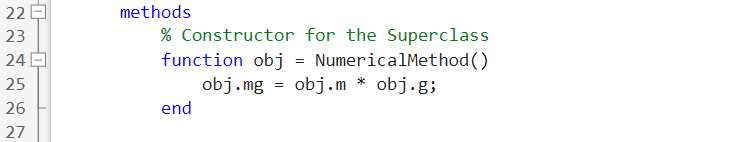 22 methods
23 % Constructor for the Superclass
24 function obj = NumericalMethod()
25 obj.mg = obj.m * obj.g;
26 end
27